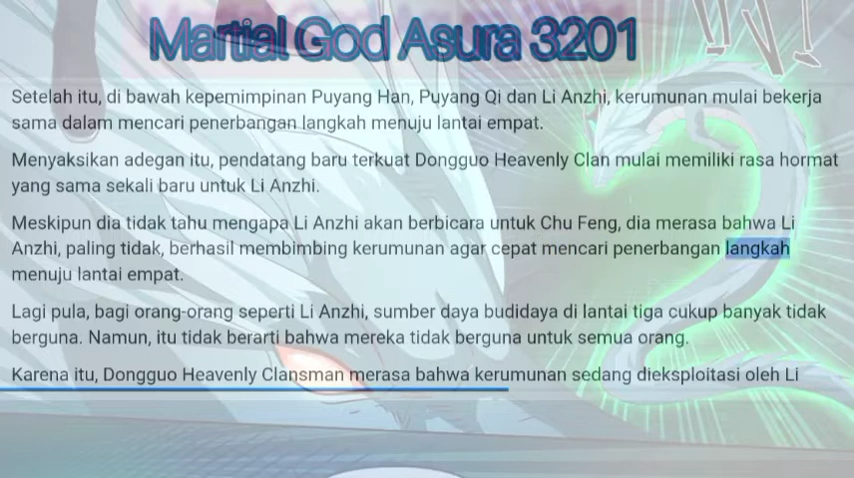 Martial God Asura 3201
Setelah itu, di bawah kepemimpinan Puyang Han, Puyang Qi dan Li Anzhi, kerumunan mulai bekerja
sama dalam mencari penerbangan langkah menuju lantai empat.
Menyaksikan adegan itu, pendatang baru terkuat Dongguo Heavenly Clan mulai memiliki rasa hormat
yang sama sekali baru untuk Li Anzhi.
Meskipun dia tidak tahu mengapa Li Anzhi akan berbicara untuk Chu Feng, dia merasa bahwa Li
Anzhi, paling tidak, berhasil membimbing kerumunan agar cepat mencari penerbangan langkah
menuju lantai empat.
Lagi pula, bagi orang-orang seperti Li Anzhi, sumber daya budidaya di lantai tiga cukup banyak tidak
berguna. Namun, itu tidak berarti bahwa mereka tidak berguna untuk semua orang.
Karena itu, Dongguo Heavenly Clansman merasa bahwa kerumunan sedang dieksploitasi oleh Li